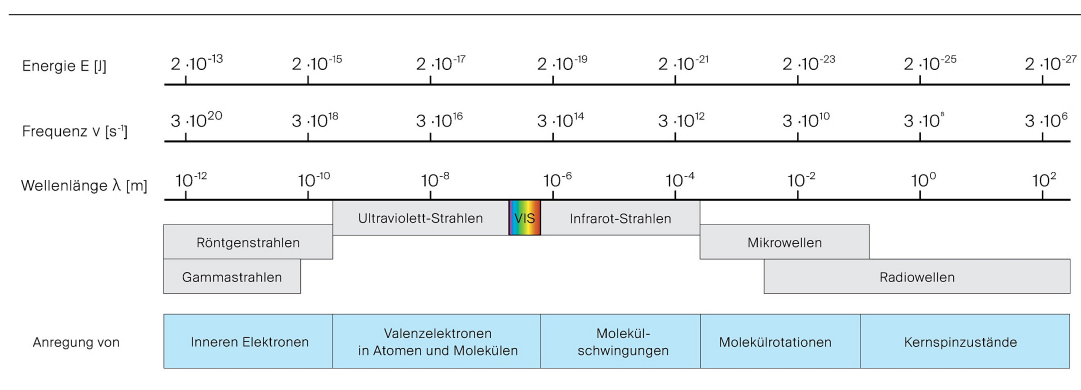 Energie E [J] 2 ·10⁻¹³ 2 ·10⁻¹⁵ 2 ·10⁻¹⁷ 2 ·10⁻¹⁹ 2 ·10⁻²¹ 2 ·10⁻²³ 2 ·10⁻²⁵ 2 ·10⁻²⁷
Frequenz ν [s⁻¹] 3 ·10²⁰ 3 ·10¹⁸ 3 ·10¹⁶ 3 ·10¹⁴ 3 ·10¹² 3 ·10¹⁰ 3 ·10⁸ 3 ·10⁶
Wellenlänge λ [m] 10⁻¹² 10⁻¹⁰ 10⁻⁸ 10⁻⁶ 10⁻⁴ 10⁻² 10⁰ 10²
Ultraviolett-Strahlen VIS Infrarot-Strahlen
Röntgenstrahlen Mikrowellen
Gammastrahlen Radiowellen
Anregung von
Inneren Elektronen
Valenzelektronen
in Atomen und Molekülen
Molekül-
schwingungen
Molekülrotationen
Kernspinzustände